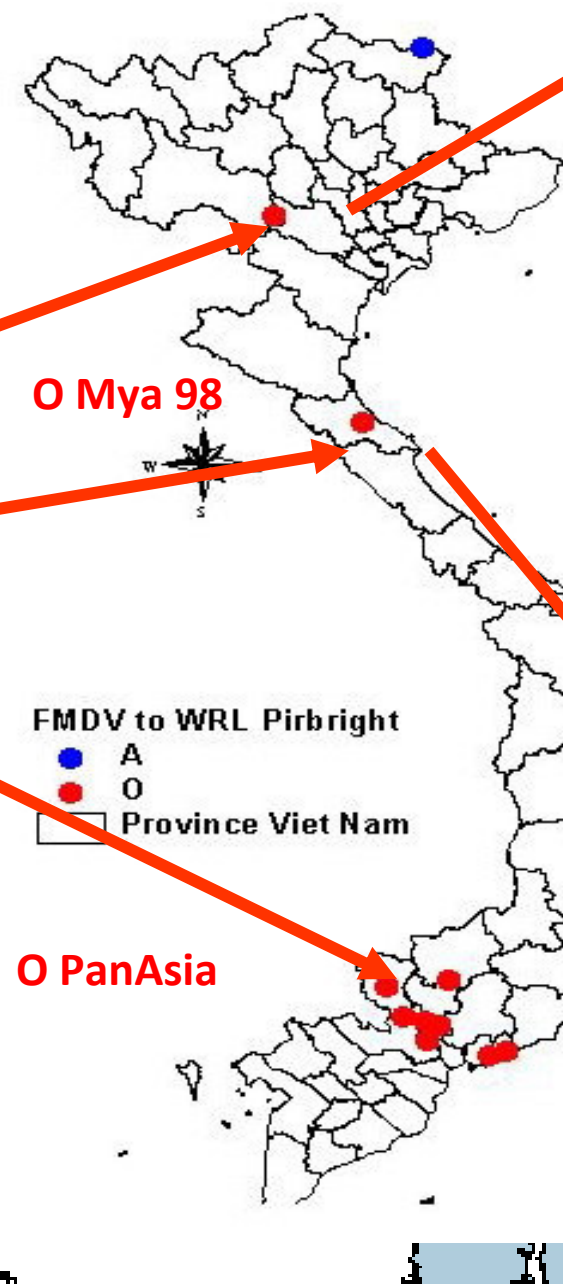 O Mya 98
N
W
S
FMDV to WRL Pirbright
A
O
Province Viet Nam
O PanAsia